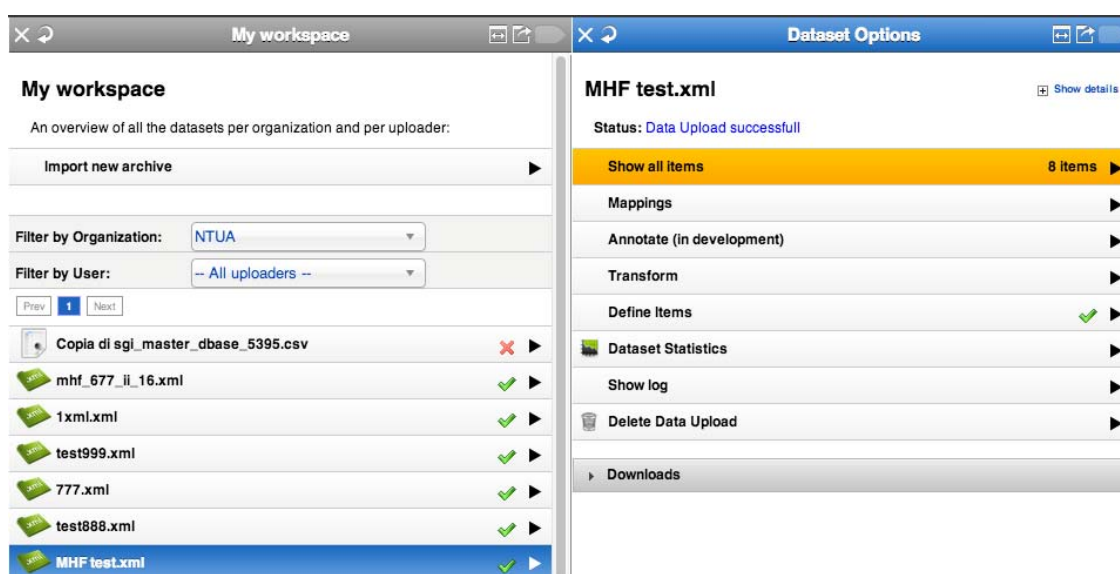 My workspace
My workspace
An overview of all the datasets per organization and per uploader:
Import new archive
Filter by Organization: NTUA
Filter by User: -- All uploaders --
Prev 1 Next
Copia di sgi_master_dbase_5395.csv
mhf_677_ii_16.xml
1xml.xml
test999.xml
777.xml
test888.xml
MHF test.xml
Dataset Options
MHF test.xml Show details
Status: Data Upload successfull
Show all items 8 items
Mappings
Annotate (in development)
Transform
Define Items
Dataset Statistics
Show log
Delete Data Upload
Downloads